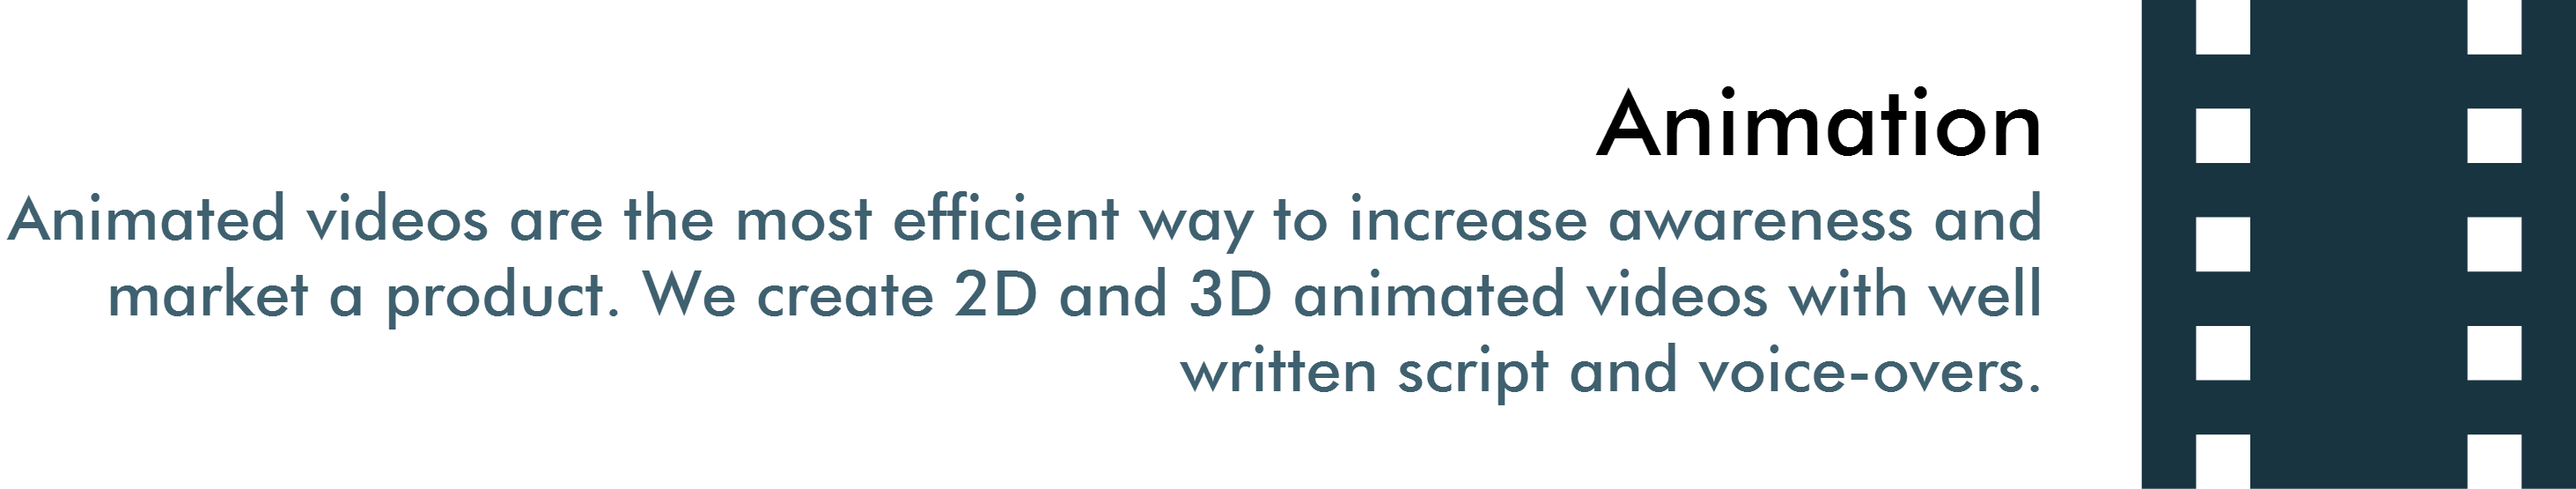 Animation
Animated videos are the most efficient way to increase awareness and
market a product. We create 2D and 3D animated videos with well
written script and voice-overs.